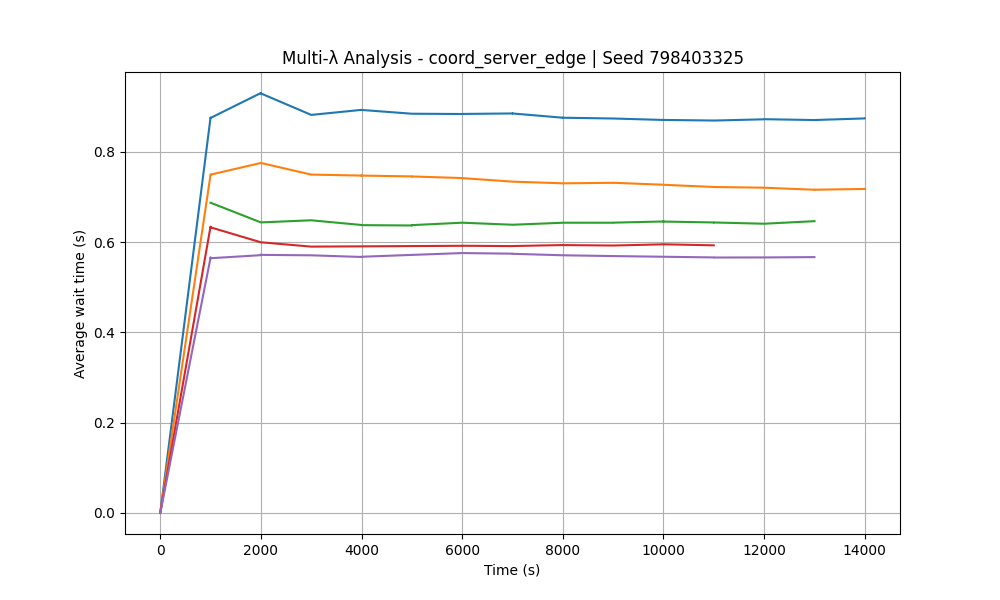 Multi-λ Analysis - coord_server_edge | Seed 798403325
Average wait time (s)
0.8
0.6
0.4
0.2
0.0
0 2000 4000 6000 8000 10000 12000 14000
Time (s)